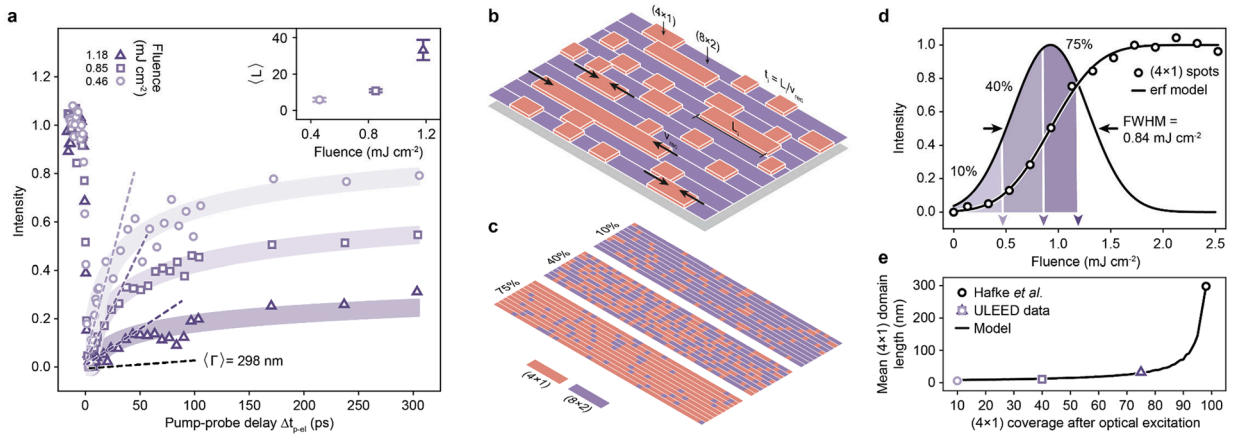 a
Fluence
(mJ cm⁻²)
1.18
0.85
0.46
1.2
1.0
0.8
0.6
0.4
0.2
0.0
Intensity
⟨L⟩
40
20
0
0.4
0.8
1.2
Fluence (mJ cm⁻²)
⟨Γ⟩ = 298 nm
0
50
100
150
200
250
300
Pump-probe delay Δt_p-el (ps)
b
(4×1)
(8×2)
tᵢ = Lᵢ/v_rec
Lᵢ
v_rec
c
10%
40%
75%
(4×1)
(8×2)
d
75%
40%
10%
(4×1) spots
erf model
FWHM =
0.84 mJ cm⁻²
1.0
0.8
0.6
0.4
0.2
0.0
Intensity
0
0.5
1.0
1.5
2.0
2.5
Fluence (mJ cm⁻²)
e
Hafke et al.
ULEED data
Model
300
200
100
0
Mean (4×1) domain
length (nm)
10
20
30
40
50
60
70
80
90
100
(4×1) coverage after optical excitation